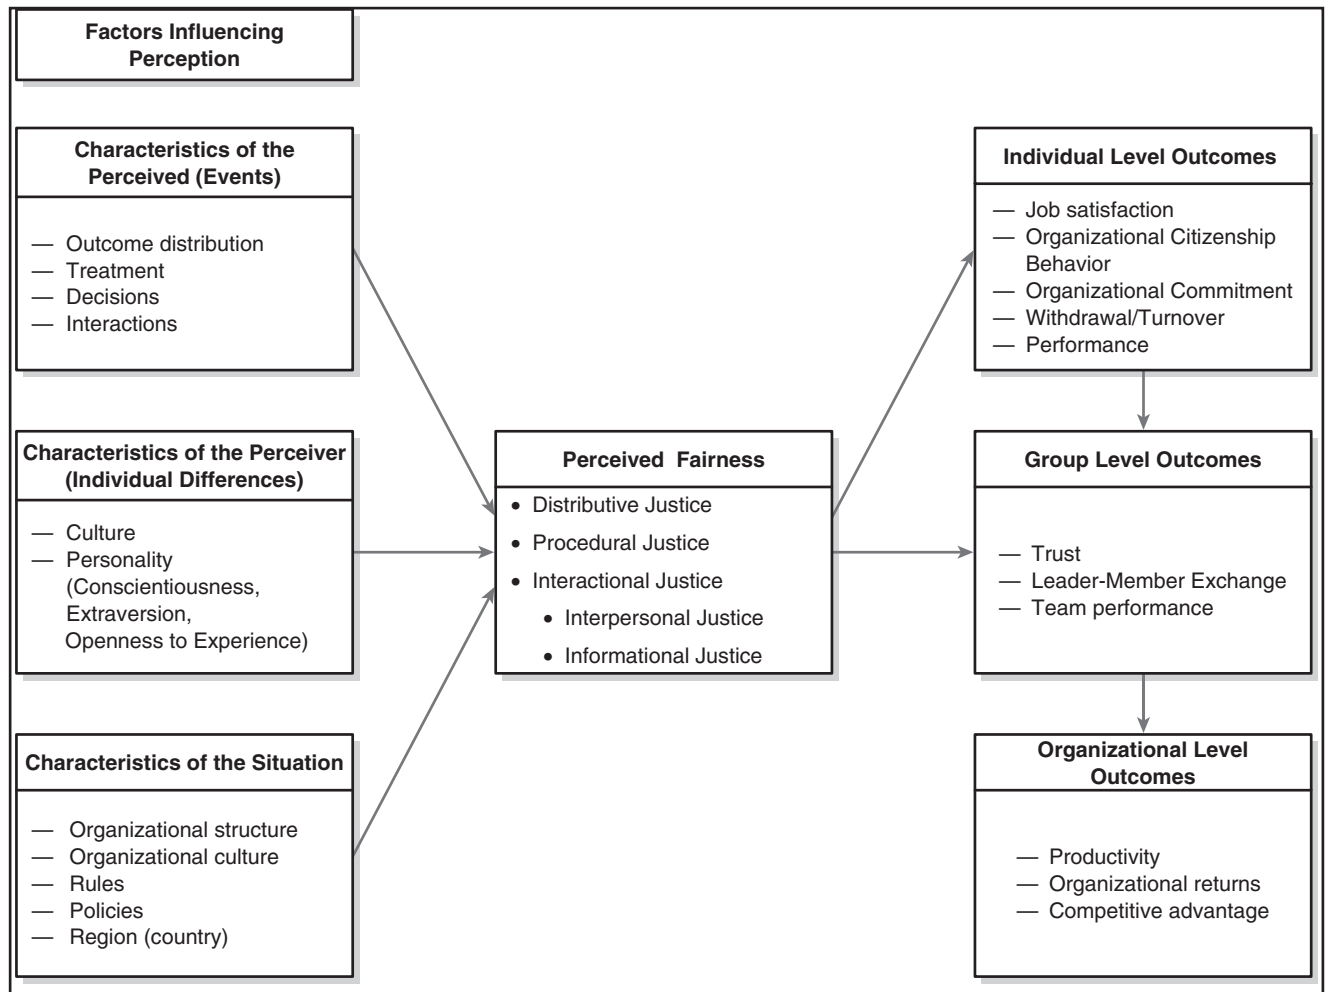 Factors Influencing
Perception
Characteristics of the
Perceived (Events)
— Outcome distribution
— Treatment
— Decisions
— Interactions
Characteristics of the Perceiver
(Individual Differences)
— Culture
— Personality
(Conscientiousness,
Extraversion,
Openness to Experience)
Characteristics of the Situation
— Organizational structure
— Organizational culture
— Rules
— Policies
— Region (country)
Perceived Fairness
• Distributive Justice
• Procedural Justice
• Interactional Justice
• Interpersonal Justice
• Informational Justice
Individual Level Outcomes
— Job satisfaction
— Organizational Citizenship
Behavior
— Organizational Commitment
— Withdrawal/Turnover
— Performance
Group Level Outcomes
— Trust
— Leader-Member Exchange
— Team performance
Organizational Level
Outcomes
— Productivity
— Organizational returns
— Competitive advantage